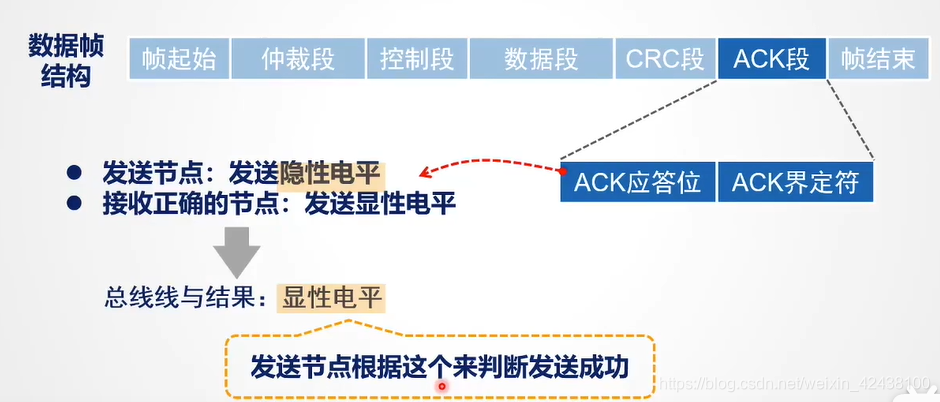 数据帧
结构
帧起始 仲裁段 控制段 数据段 CRC段 ACK段 帧结束
ACK应答位 ACK界定符
发送节点：发送隐性电平
接收正确的节点：发送显性电平
总线线与结果：显性电平
发送节点根据这个来判断发送成功
https://blog.csdn.net/weixin_42438100